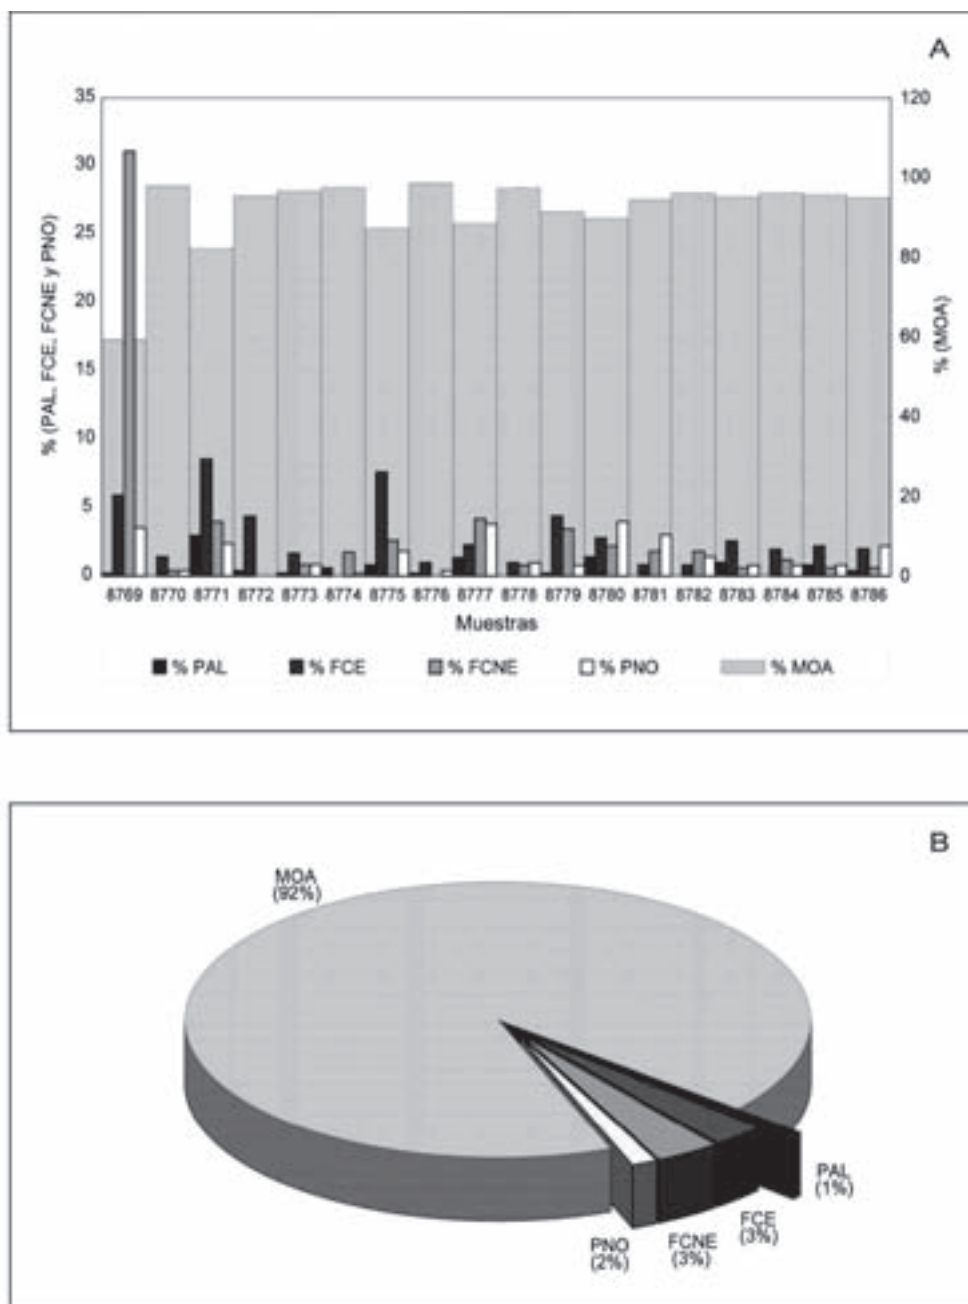 A
35
30
25
20
15
10
5
0
% (PAL, FCE, FCNE y PNO)
120
100
80
60
40
20
0
% (MOA)
8769 8770 8771 8772 8773 8774 8775 8776 8777 8778 8779 8780 8781 8782 8783 8784 8785 8786
Muestras
% PAL % FCE % FCNE % PNO % MOA
B
MOA
(92%)
PAL
(1%)
FCE
(3%)
FCNE
(3%)
PNO
(2%)